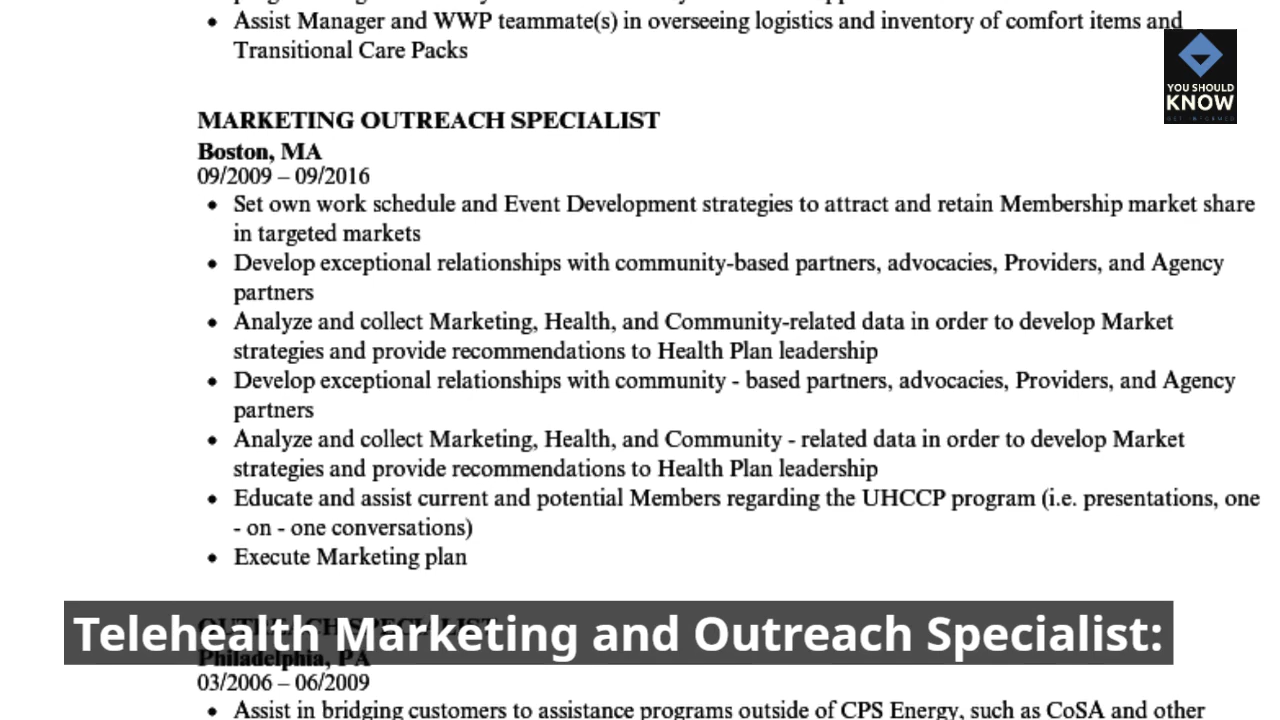 • Assist Manager and WWP teammate(s) in overseeing logistics and inventory of comfort items and
Transitional Care Packs
YOU SHOULD
KNOW
GET INFORMED
MARKETING OUTREACH SPECIALIST
Boston, MA
09/2009 – 09/2016
• Set own work schedule and Event Development strategies to attract and retain Membership market share
in targeted markets
• Develop exceptional relationships with community-based partners, advocacies, Providers, and Agency
partners
• Analyze and collect Marketing, Health, and Community-related data in order to develop Market
strategies and provide recommendations to Health Plan leadership
• Develop exceptional relationships with community - based partners, advocacies, Providers, and Agency
partners
• Analyze and collect Marketing, Health, and Community - related data in order to develop Market
strategies and provide recommendations to Health Plan leadership
• Educate and assist current and potential Members regarding the UHCCP program (i.e. presentations, one
- on - one conversations)
• Execute Marketing plan
OUTREACH SPECIALIST
Telehealth Marketing and Outreach Specialist:
Philadelphia, PA
03/2006 – 06/2009
• Assist in bridging customers to assistance programs outside of CPS Energy, such as CoSA and other